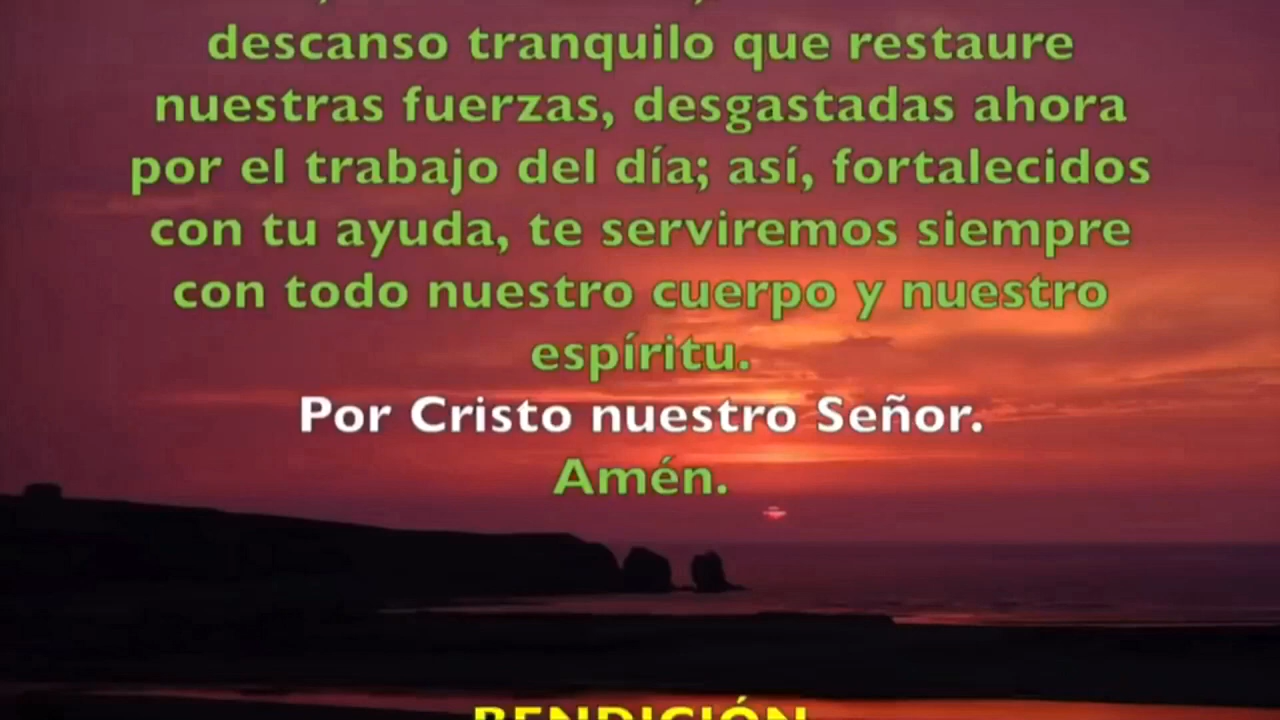 descanso tranquilo que restaure
nuestras fuerzas, desgastadas ahora
por el trabajo del día; así, fortalecidos
con tu ayuda, te serviremos siempre
con todo nuestro cuerpo y nuestro
espíritu.
Por Cristo nuestro Señor.
Amén.
BENDICIÓN